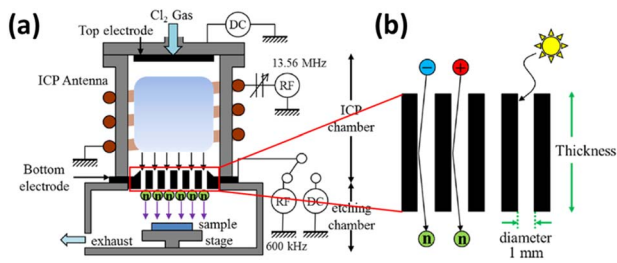 (a)
Cl2 Gas
DC
Top electrode
ICP Antenna
13.56 MHz
RF
ICP chamber
Bottom electrode
n n n n n n
RF
DC
etching chamber
sample
stage
exhaust
600 kHz
(b)
−
+
Thickness
n
n
diameter
1 mm